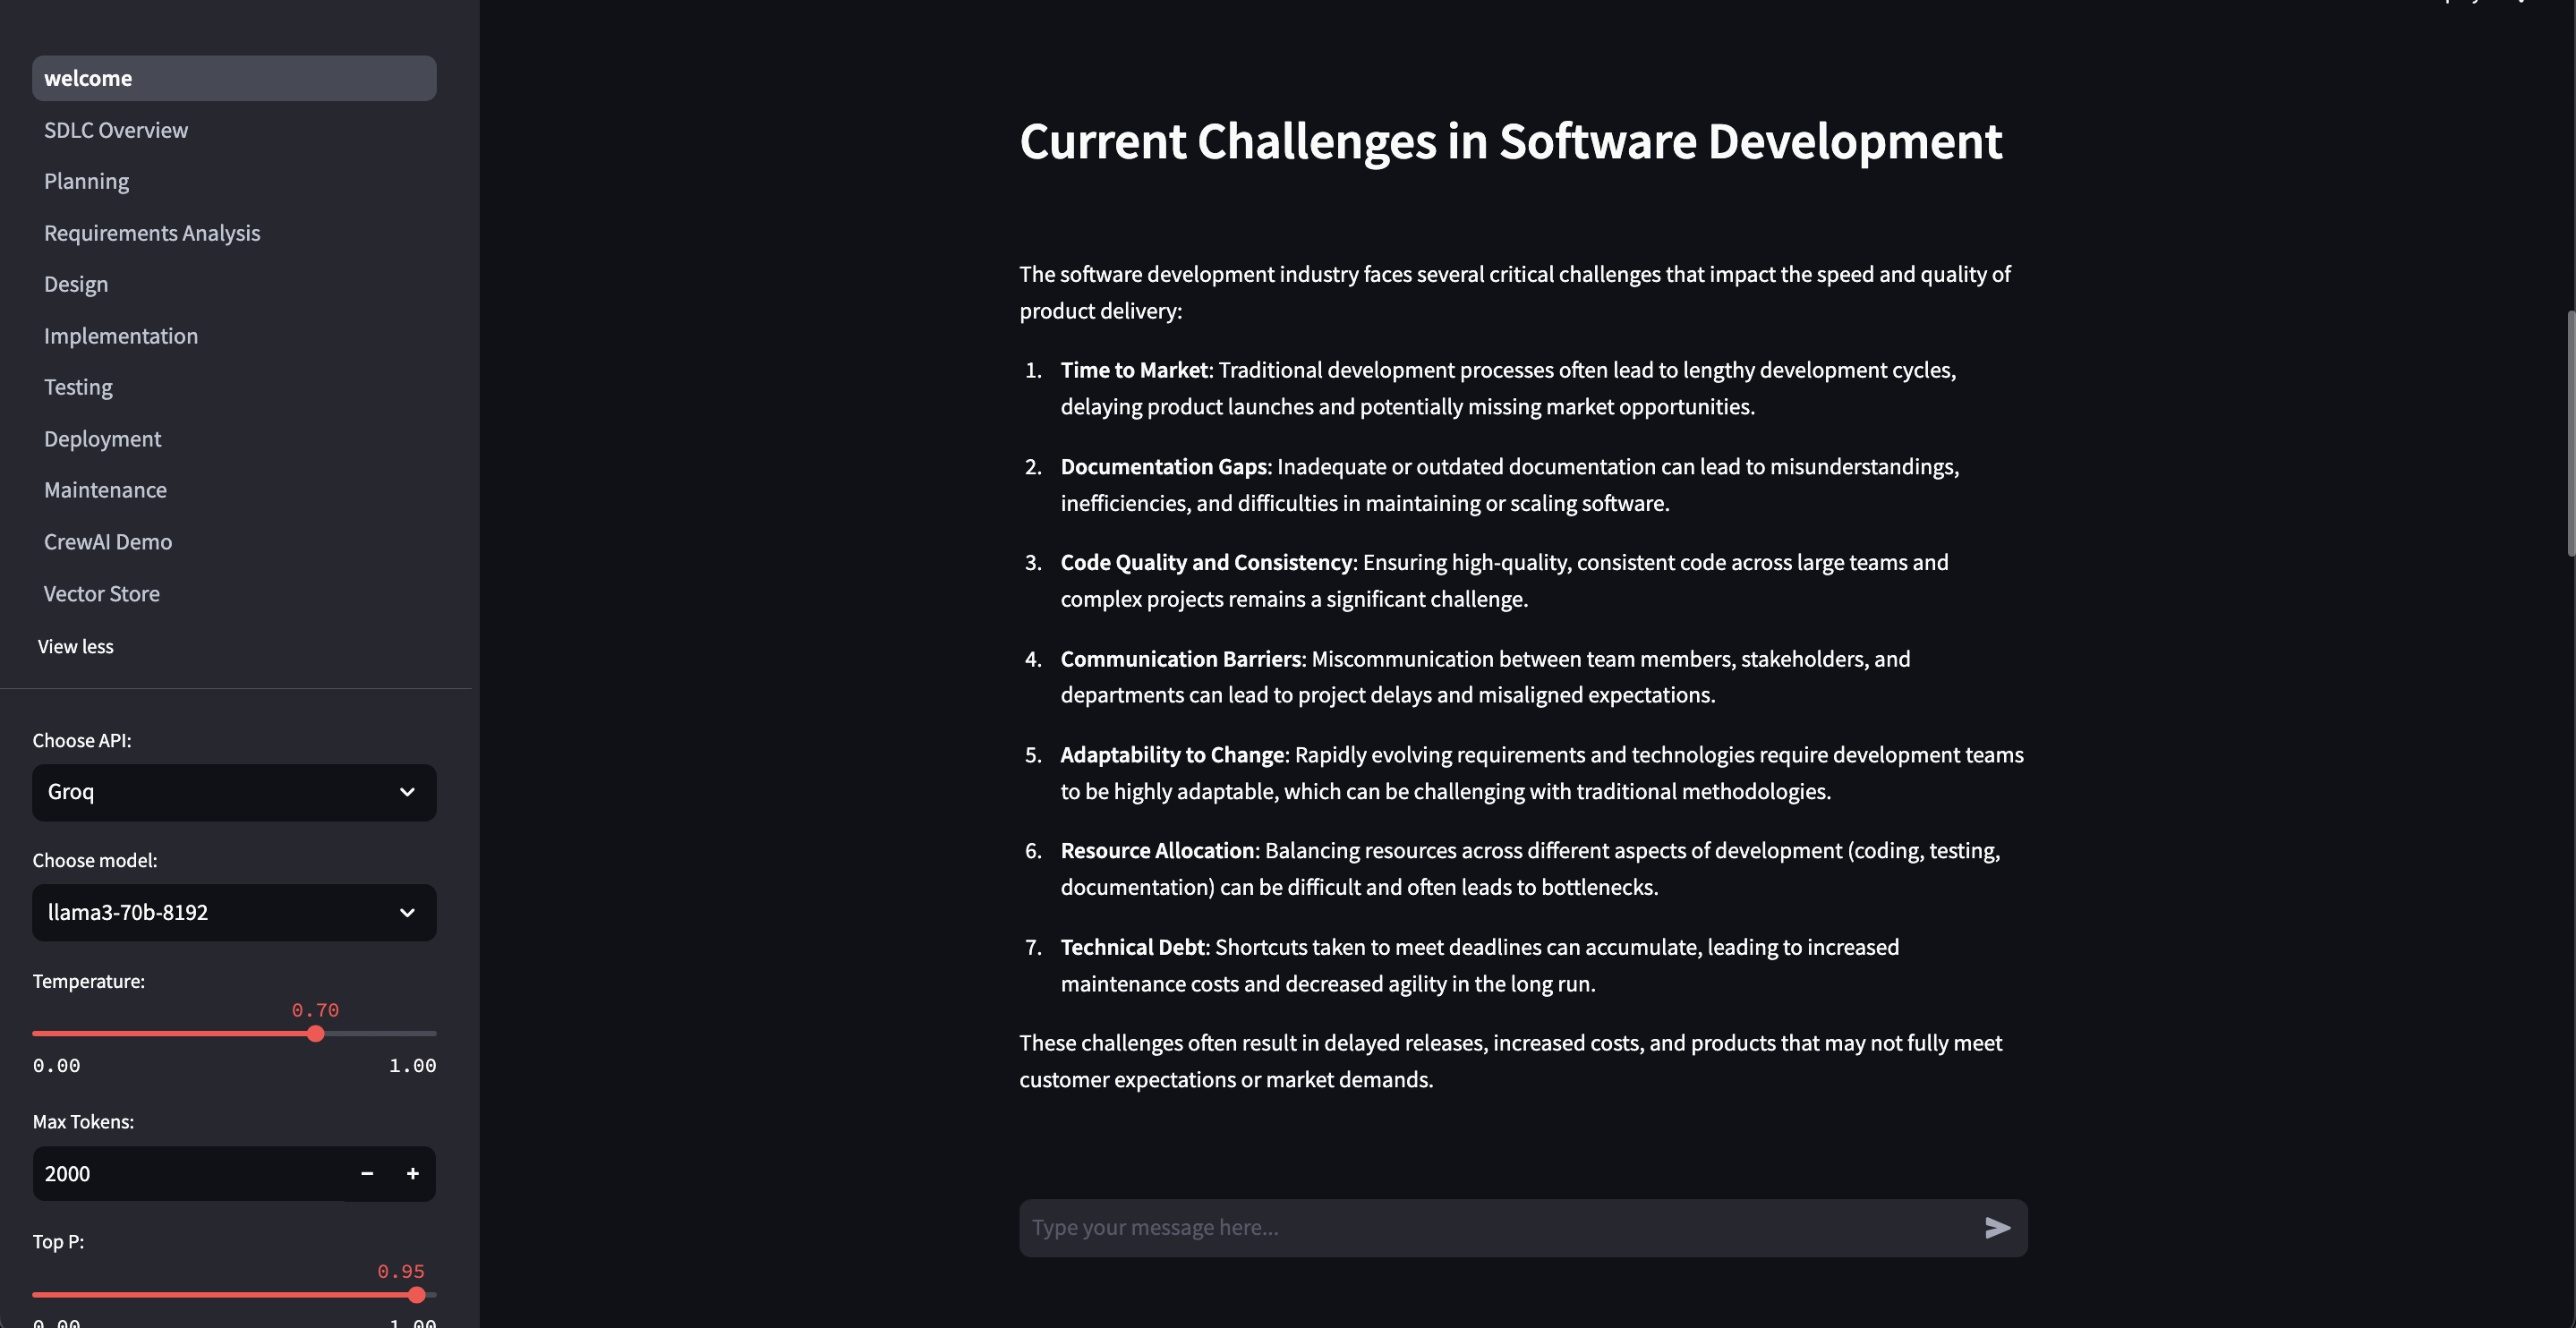 welcome
SDLC Overview
Planning
Requirements Analysis
Design
Implementation
Testing
Deployment
Maintenance
CrewAI Demo
Vector Store
View less
Choose API:
Groq
Choose model:
llama3-70b-8192
Temperature:
0.70
0.00 1.00
Max Tokens:
2000 − +
Top P:
0.95
0.00 1.00
Current Challenges in Software Development
The software development industry faces several critical challenges that impact the speed and quality of
product delivery:
1. Time to Market: Traditional development processes often lead to lengthy development cycles,
delaying product launches and potentially missing market opportunities.
2. Documentation Gaps: Inadequate or outdated documentation can lead to misunderstandings,
inefficiencies, and difficulties in maintaining or scaling software.
3. Code Quality and Consistency: Ensuring high-quality, consistent code across large teams and
complex projects remains a significant challenge.
4. Communication Barriers: Miscommunication between team members, stakeholders, and
departments can lead to project delays and misaligned expectations.
5. Adaptability to Change: Rapidly evolving requirements and technologies require development teams
to be highly adaptable, which can be challenging with traditional methodologies.
6. Resource Allocation: Balancing resources across different aspects of development (coding, testing,
documentation) can be difficult and often leads to bottlenecks.
7. Technical Debt: Shortcuts taken to meet deadlines can accumulate, leading to increased
maintenance costs and decreased agility in the long run.
These challenges often result in delayed releases, increased costs, and products that may not fully meet
customer expectations or market demands.
Type your message here...